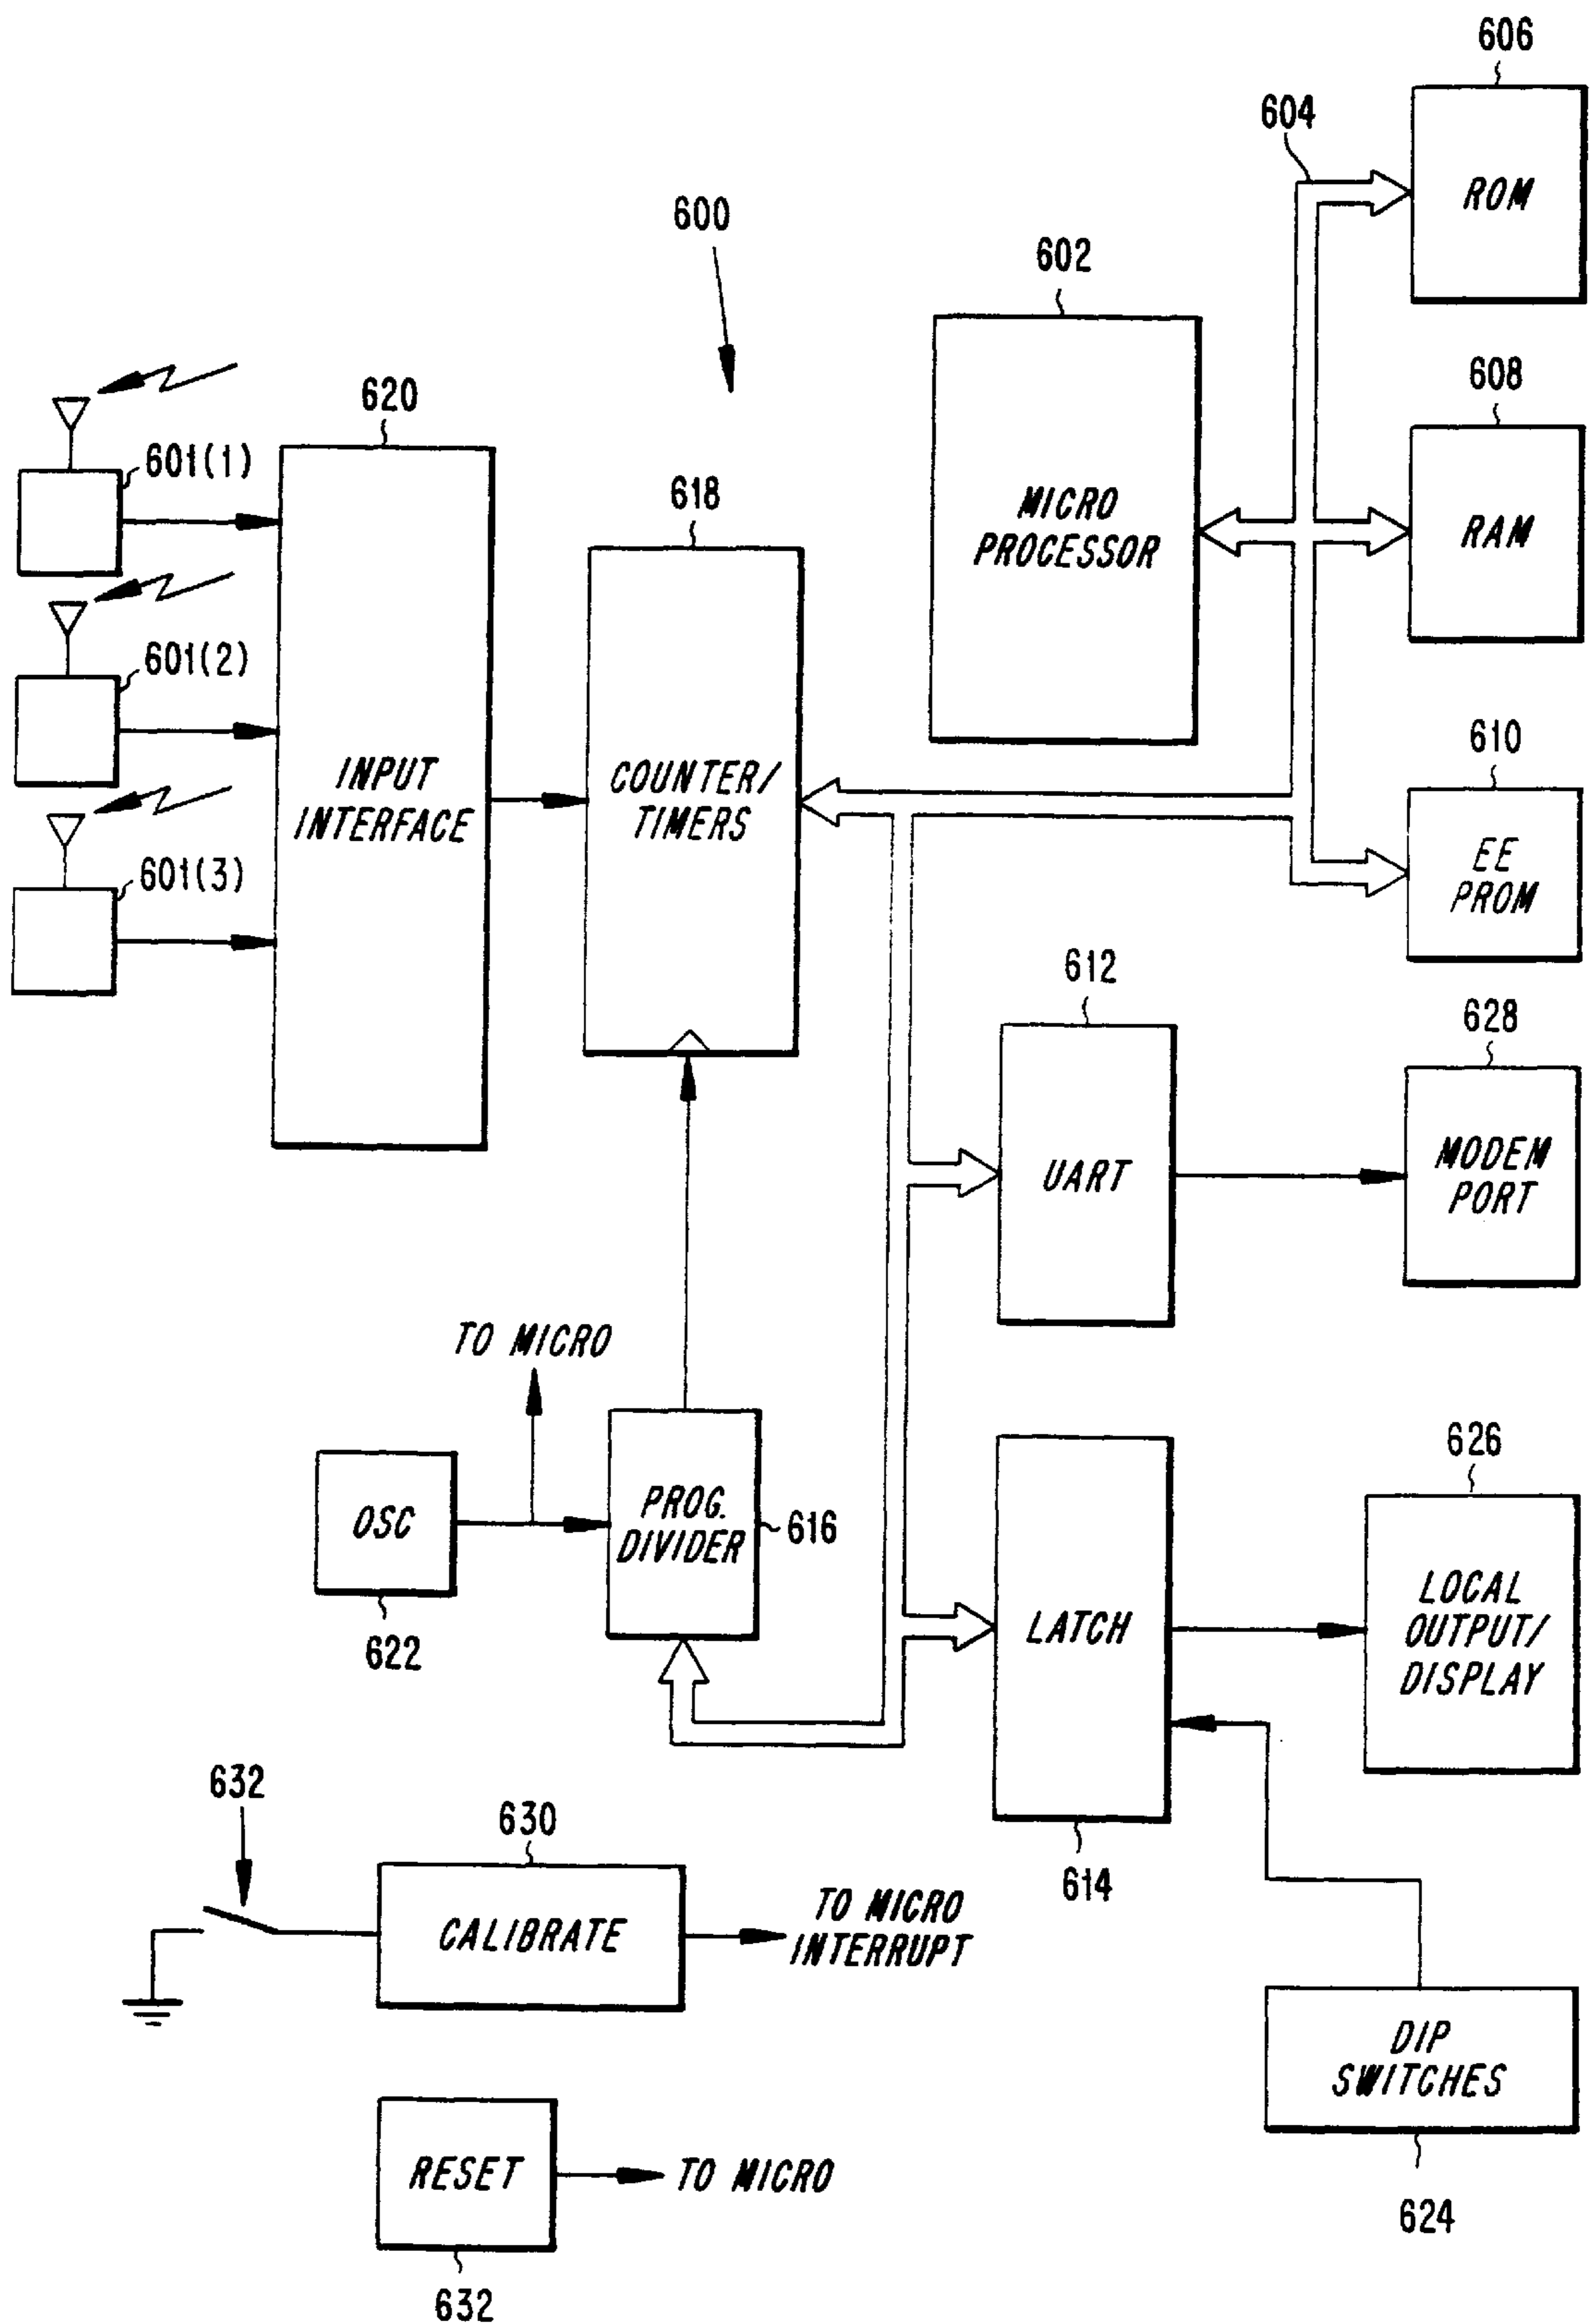 606
604
ROM
600
602
608
620
601(1)
618
MICRO
PROCESSOR
RAM
601(2)
610
INPUT
INTERFACE
COUNTER/
TIMERS
EE
PROM
601(3)
612
628
UART
MODEM
PORT
TO MICRO
626
OSC
PROG.
DIVIDER
616
LATCH
LOCAL
OUTPUT/
DISPLAY
622
632
630
614
CALIBRATE
TO MICRO
INTERRUPT
DIP
SWITCHES
RESET
TO MICRO
624
632